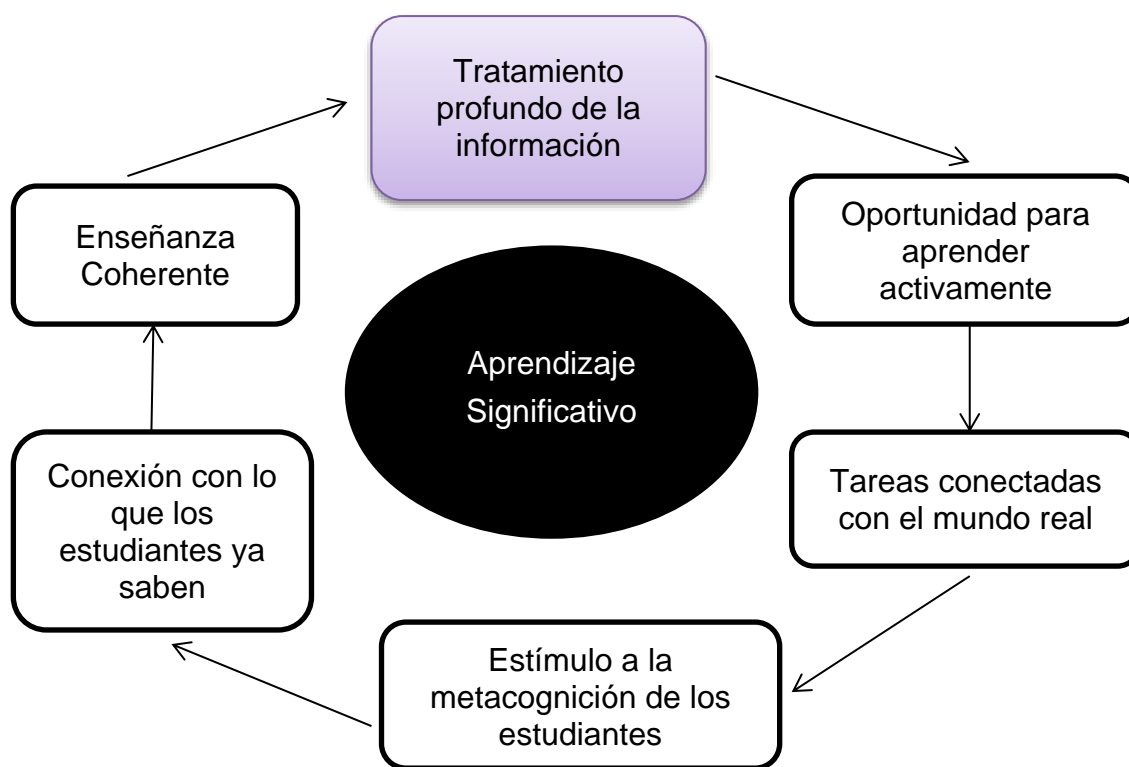 Tratamiento
profundo de la
información
Oportunidad para
aprender
activamente
Tareas conectadas
con el mundo real
Estímulo a la
metacognición de los
estudiantes
Conexión con lo
que los
estudiantes ya
saben
Enseñanza
Coherente
Aprendizaje
Significativo